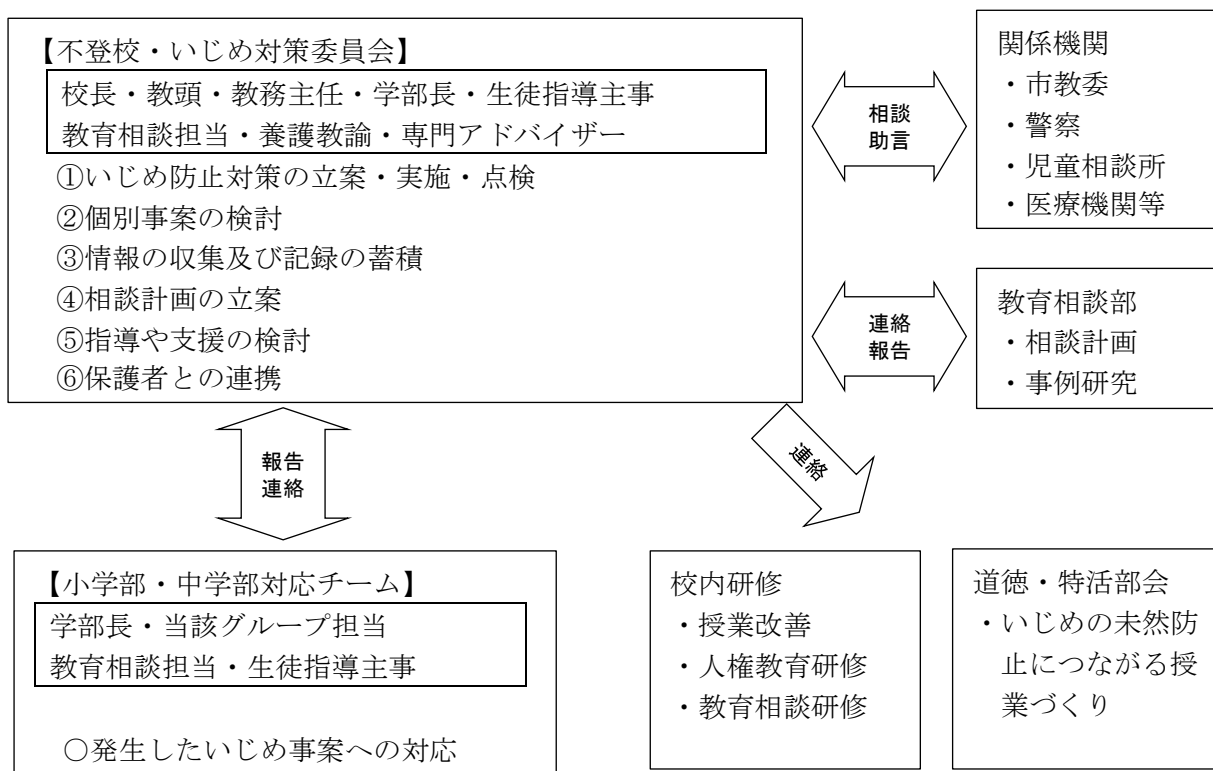 【不登校・いじめ対策委員会】
校長・教頭・教務主任・学部長・生徒指導主事
教育相談担当・養護教諭・専門アドバイザー
①いじめ防止対策の立案・実施・点検
②個別事案の検討
③情報の収集及び記録の蓄積
④相談計画の立案
⑤指導や支援の検討
⑥保護者との連携
相談
助言
関係機関
・市教委
・警察
・児童相談所
・医療機関等
連絡
報告
教育相談部
・相談計画
・事例研究
報告
連絡
連絡
【小学部・中学部対応チーム】
学部長・当該グループ担当
教育相談担当・生徒指導主事
○発生したいじめ事案への対応
校内研修
・授業改善
・人権教育研修
・教育相談研修
道徳・特活部会
・いじめの未然防
止につながる授
業づくり